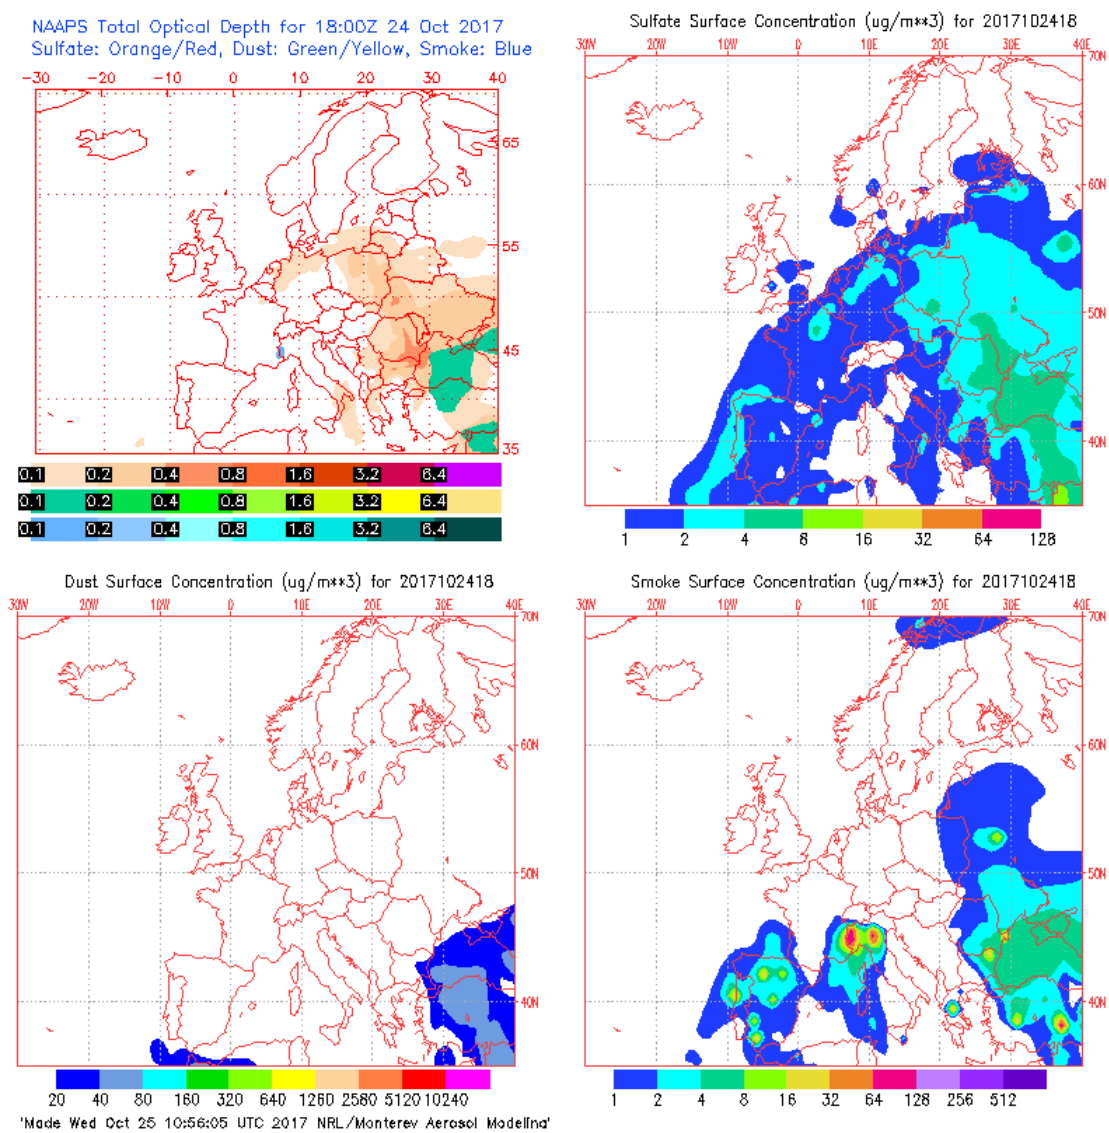 NAAPS Total Optical Depth for 18:00Z 24 Oct 2017
Sulfate: Orange/Red, Dust: Green/Yellow, Smoke: Blue
-30 -20 -10 0 10 20 30 40
65
55
45
35
0.1 0.2 0.4 0.8 1.6 3.2 6.4
0.1 0.2 0.4 0.8 1.6 3.2 6.4
0.1 0.2 0.4 0.8 1.6 3.2 6.4
Sulfate Surface Concentration (ug/m**3) for 2017102418
30W 20W 10W 0 10E 20E 30E 40E
70N
60N
50N
40N
1 2 4 8 16 32 64 128
Dust Surface Concentration (ug/m**3) for 2017102418
30W 20W 10W 0 10E 20E 30E 40E
70N
60N
50N
40N
20 40 80 160 320 640 1260 2580 5120 10240
'Made Wed Oct 25 10:56:05 UTC 2017 NRL/Monterey Aerosol Modeling'
Smoke Surface Concentration (ug/m**3) for 2017102418
30W 20W 10W 0 10E 20E 30E 40E
70N
60N
50N
40N
1 2 4 8 16 32 64 128 256 512